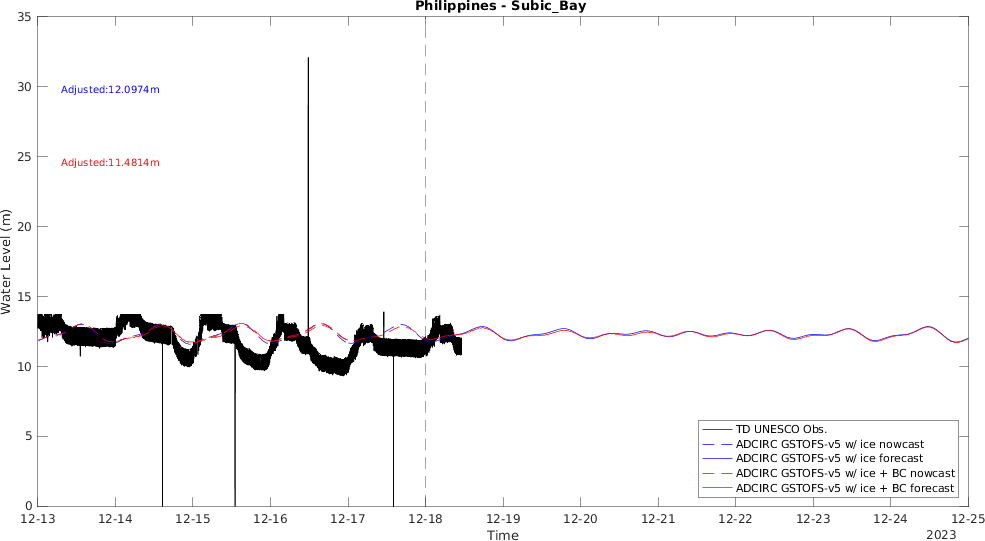 Philippines - Subic_Bay
35
30
25
20
15
10
5
0
Water Level (m)
Adjusted:12.0974m
Adjusted:11.4814m
TD UNESCO Obs.
ADCIRC GSTOFS-v5 w/ ice nowcast
ADCIRC GSTOFS-v5 w/ ice forecast
ADCIRC GSTOFS-v5 w/ ice + BC nowcast
ADCIRC GSTOFS-v5 w/ ice + BC forecast
12-13 12-14 12-15 12-16 12-17 12-18 12-19 12-20 12-21 12-22 12-23 12-24 12-25
Time
2023